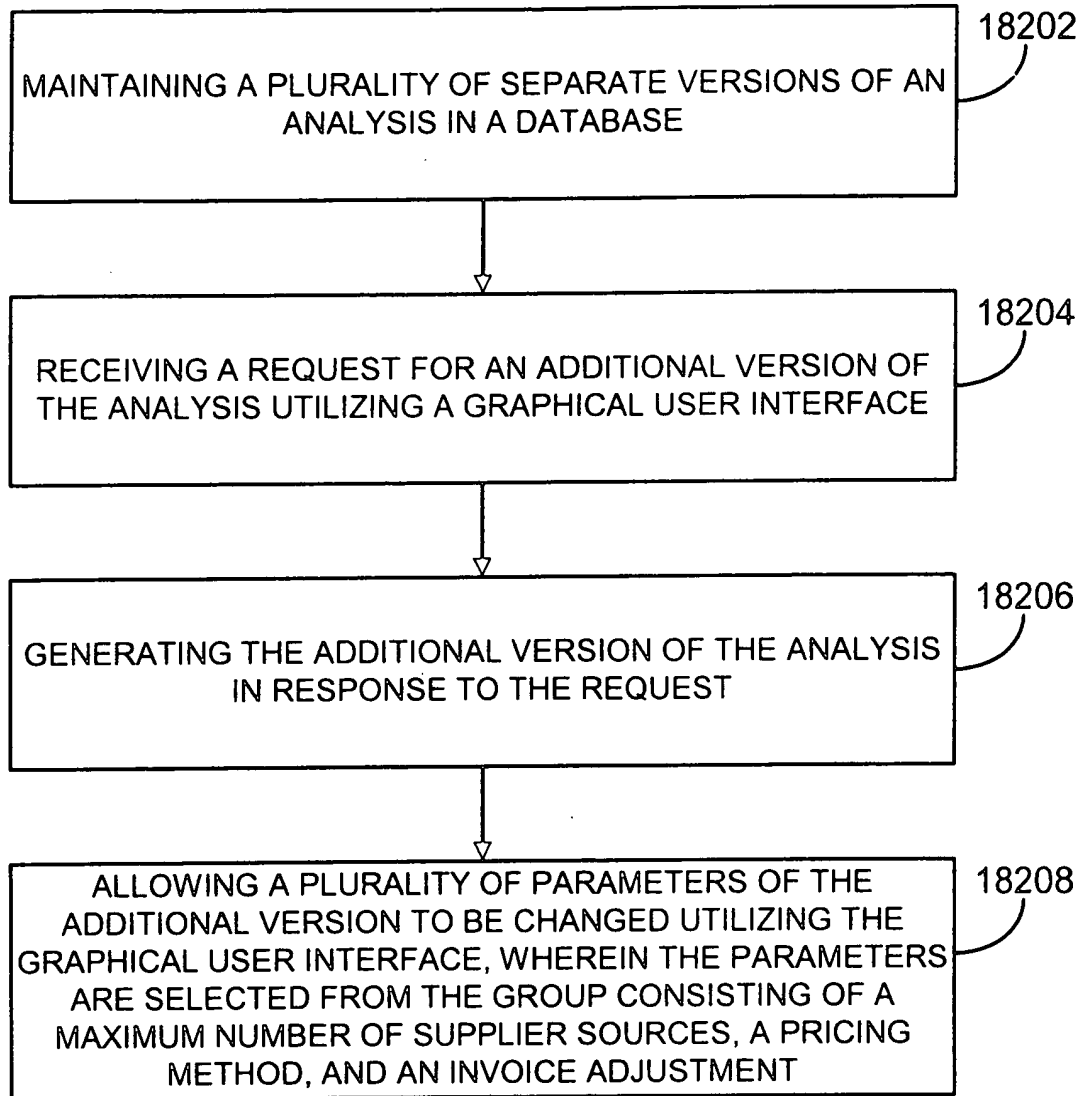 18202
MAINTAINING A PLURALITY OF SEPARATE VERSIONS OF AN
ANALYSIS IN A DATABASE
18204
RECEIVING A REQUEST FOR AN ADDITIONAL VERSION OF
THE ANALYSIS UTILIZING A GRAPHICAL USER INTERFACE
18206
GENERATING THE ADDITIONAL VERSION OF THE ANALYSIS
IN RESPONSE TO THE REQUEST
18208
ALLOWING A PLURALITY OF PARAMETERS OF THE
ADDITIONAL VERSION TO BE CHANGED UTILIZING THE
GRAPHICAL USER INTERFACE, WHEREIN THE PARAMETERS
ARE SELECTED FROM THE GROUP CONSISTING OF A
MAXIMUM NUMBER OF SUPPLIER SOURCES, A PRICING
METHOD, AND AN INVOICE ADJUSTMENT